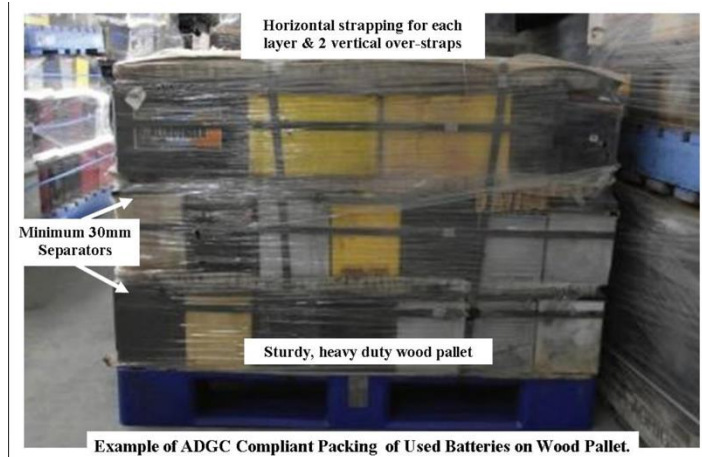 Horizontal strapping for each
layer & 2 vertical over-straps
Minimum 30mm
Separators
Sturdy, heavy duty wood pallet
Example of ADGC Compliant Packing of Used Batteries on Wood Pallet.